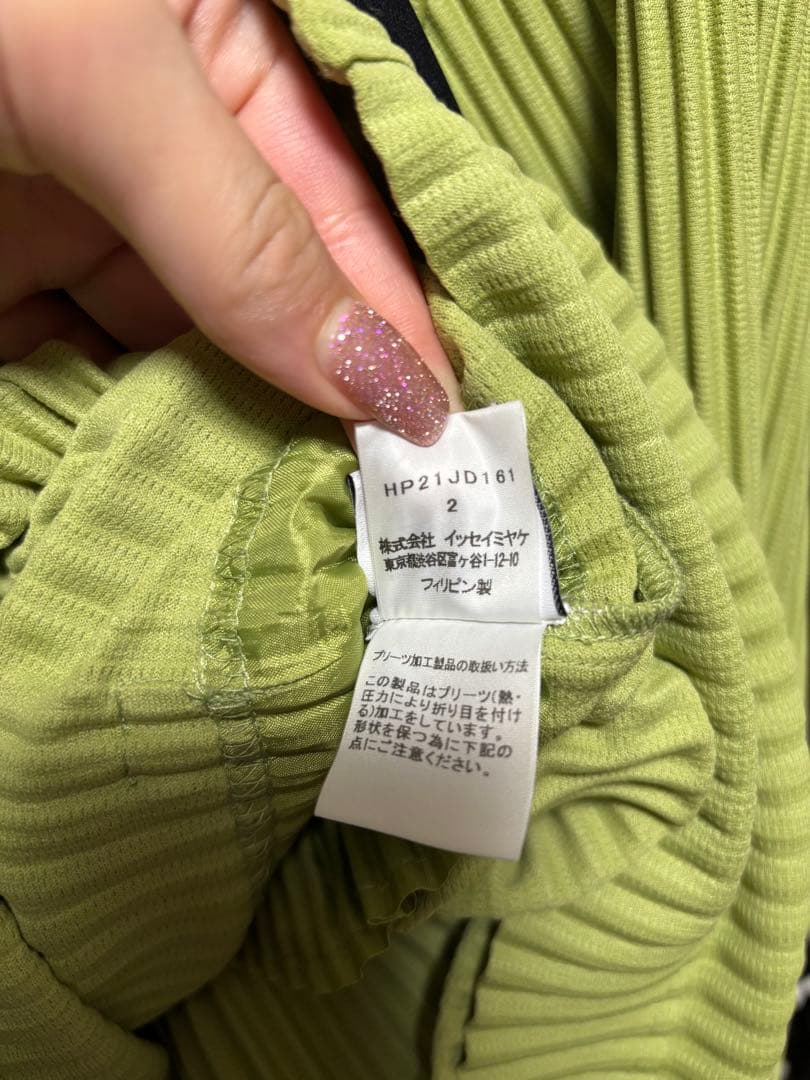 HP21JD161
2
株式会社 イッセイミヤケ
東京都渋谷区富ヶ谷1-12-10
フィリピン製
プリーツ加工製品の取扱い方法
この製品はプリーツ(熱・
圧力により折り目を付け
る)加工をしています。
形状を保つ為に下記の
点にご注意ください。